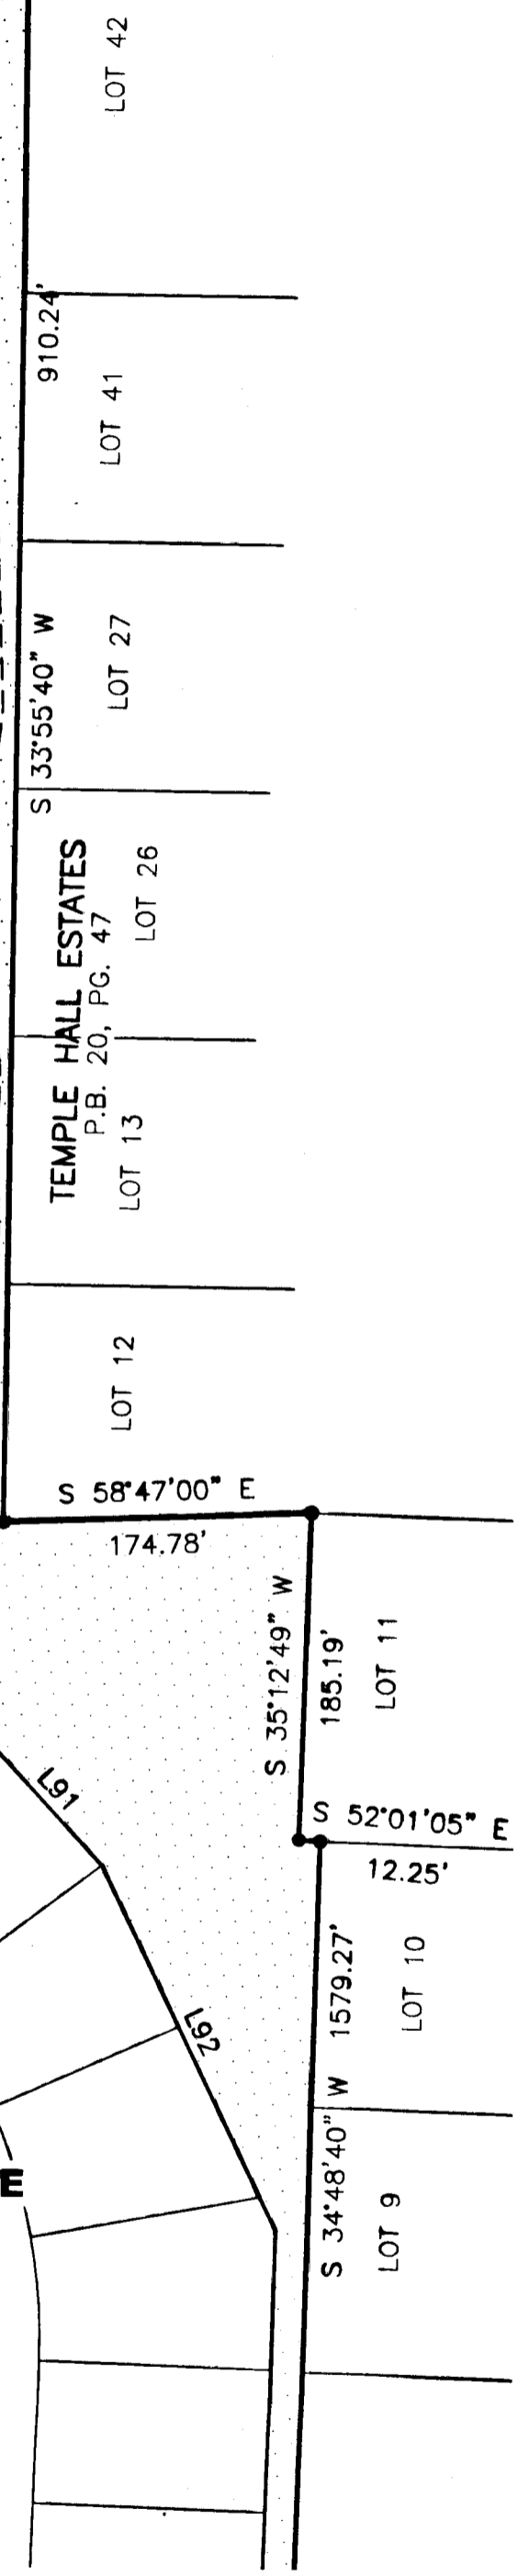 LOT 42
910.24'
LOT 41
S 33°55'40" W
LOT 27
LOT 26
TEMPLE HALL ESTATES
P.B. 20, PG. 47
LOT 13
LOT 12
S 58°47'00" E
174.78'
S 35°12'49" W
185.19'
LOT 11
L91
S 52°01'05" E
12.25'
1579.27'
LOT 10
L92
S 34°48'40" W
LOT 9
E